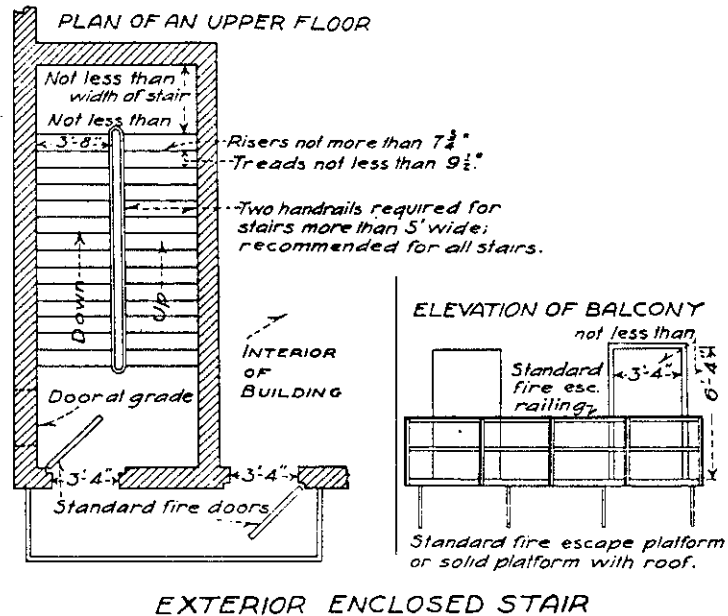 PLAN OF AN UPPER FLOOR
Not less than
width of stair
Not less than
3'-8"
Risers not more than 7 3/4"
Treads not less than 9 1/2"
Two handrails required for
stairs more than 5' wide;
recommended for all stairs.
Down
Up
INTERIOR
OF
BUILDING
Door at grade
3'-4"
3'-4"
Standard fire doors
ELEVATION OF BALCONY
not less than
3'-4"
6'-4"
Standard
fire esc.
railing
Standard fire escape platform
or solid platform with roof.
EXTERIOR ENCLOSED STAIR